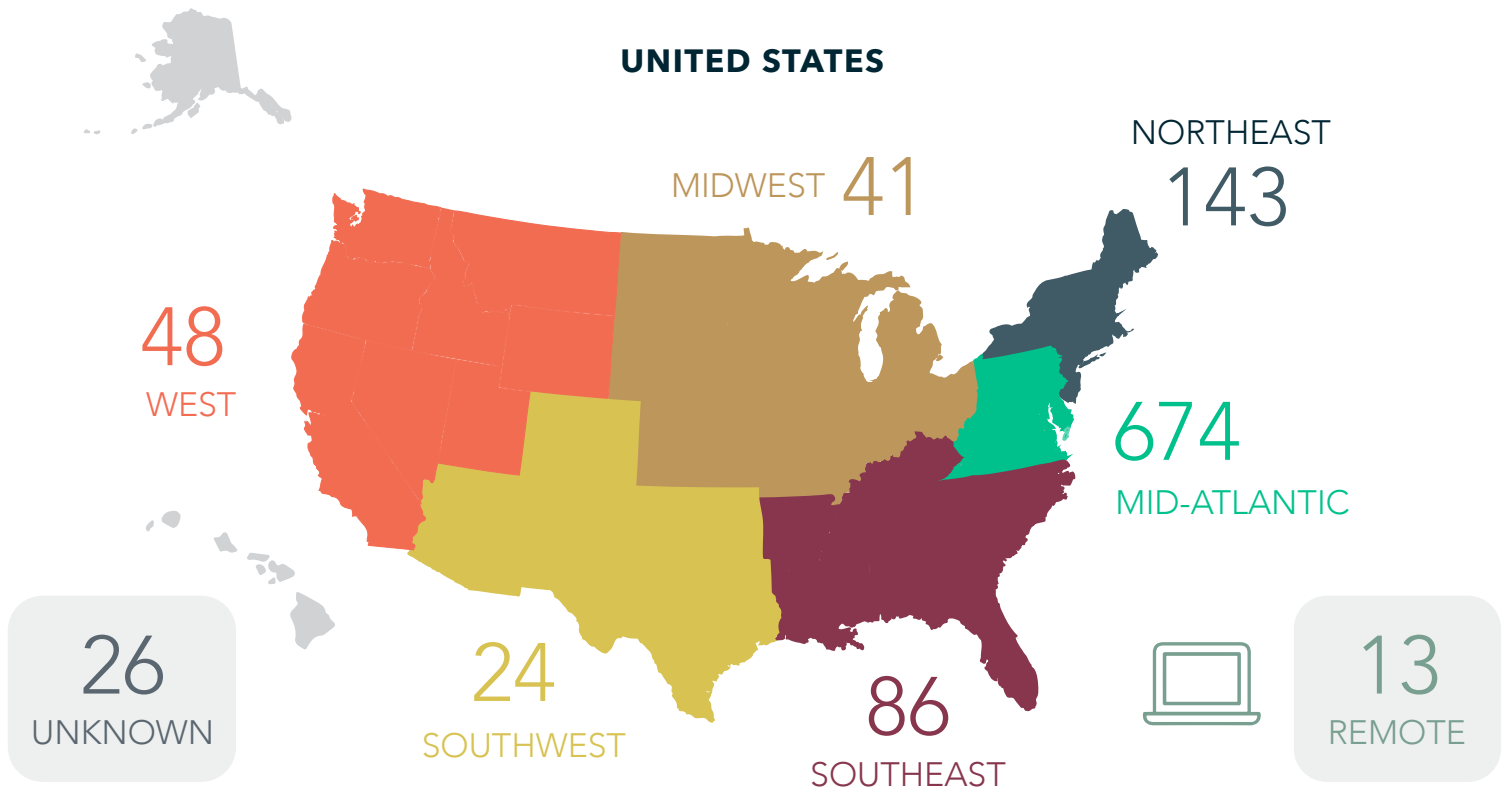 UNITED STATES
NORTHEAST
143
MIDWEST 41
48
WEST
674
MID-ATLANTIC
26
UNKNOWN
24
SOUTHWEST
86
SOUTHEAST
13
REMOTE